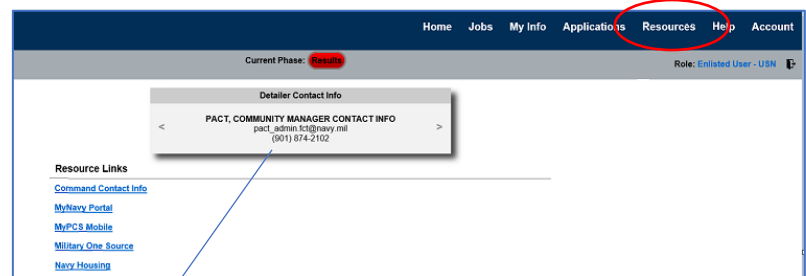 Home Jobs My Info Applications Resources Help Account
Current Phase: Results
Role: Enlisted User - USN
Detailer Contact Info
< PACT, COMMUNITY MANAGER CONTACT INFO >
pact_admin.fct@navy.mil
(901) 874-2102
Resource Links
Command Contact Info
MyNavy Portal
MyPCS Mobile
Military One Source
Navy Housing